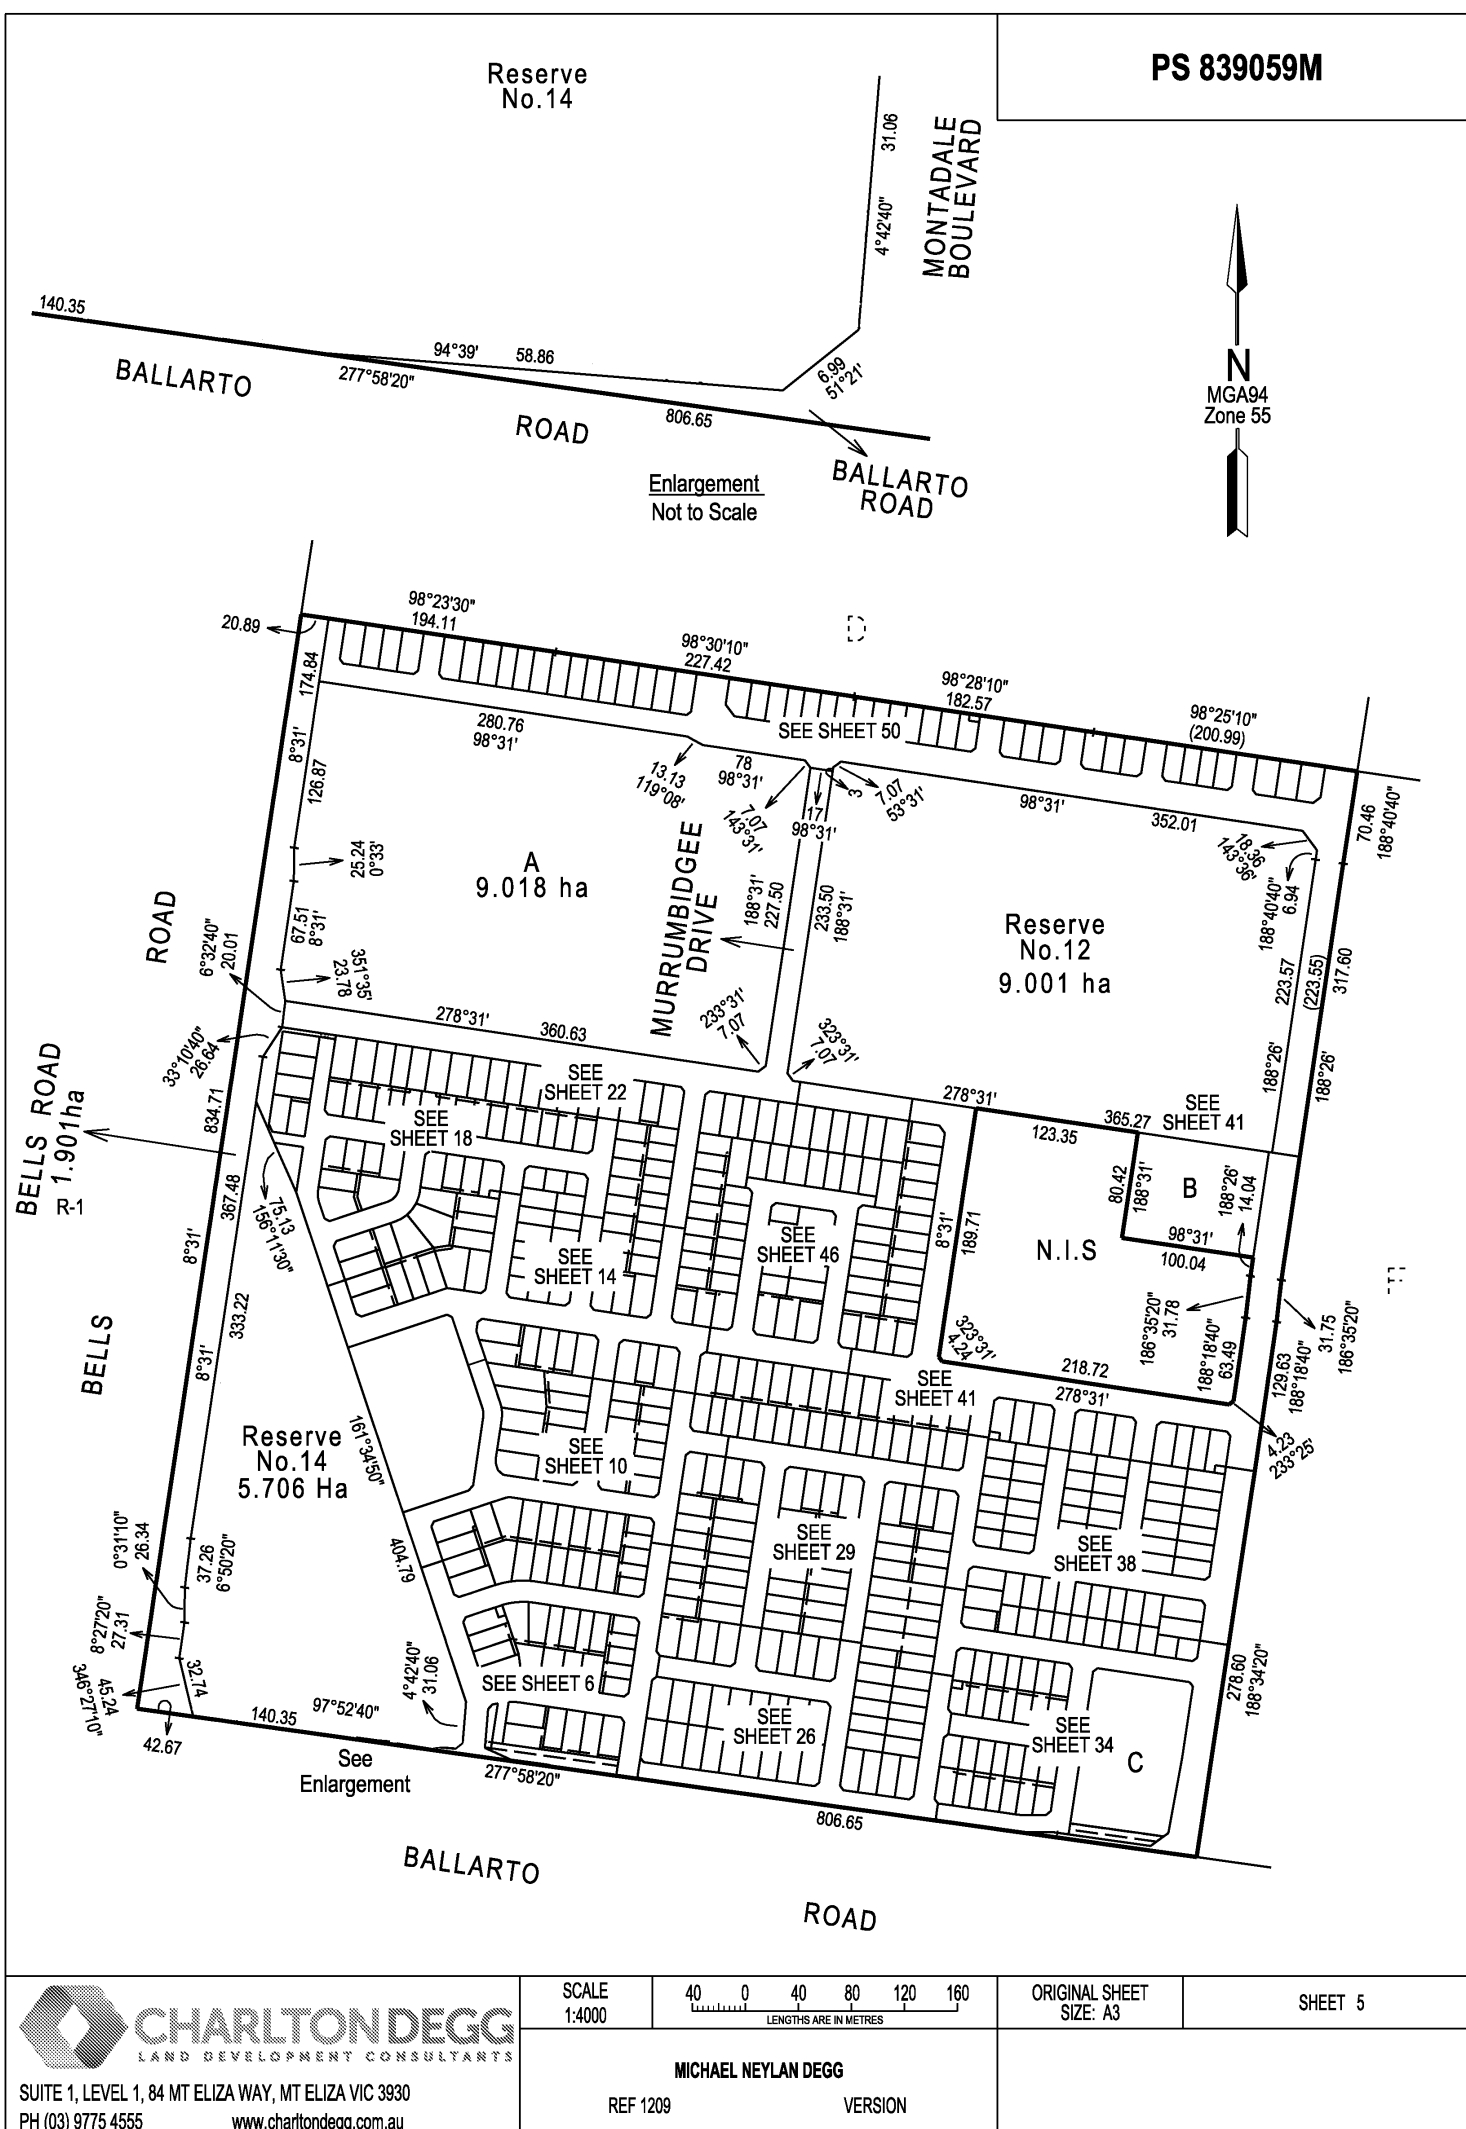 PS 839059M
Reserve
No.14
31.06
4°42'40"
MONTADALE
BOULEVARD
140.35
94°39'
58.86
277°58'20"
6.99
51°21'
806.65
BALLARTO
ROAD
BALLARTO
ROAD
Enlargement
Not to Scale
N
MGA94
Zone 55
20.89
98°23'30"
194.11
98°30'10"
227.42
98°28'10"
182.57
98°25'10"
(200.99)
174.84
8°31'
126.87
280.76
98°31'
SEE SHEET 50
13.13
119°08'
78
98°31'
7.07
143°31'
17
98°31'
3
7.07
53°31'
98°31'
352.01
18.36
143°36'
188°40'40"
6.94
70.46
188°40'40"
25.24
0°33'
A
9.018 ha
MURRUMBIDGEE
DRIVE
188°31'
227.50
233.50
188°31'
Reserve
No.12
9.001 ha
223.57
(223.55)
317.60
188°26'
188°26'
ROAD
67.51
8°31'
6°32'40"
20.01
351°35'
23.78
278°31'
360.63
233°31'
7.07
323°31'
7.07
33°10'40"
26.64
834.71
BELLS ROAD
1.901ha
R-1
SEE
SHEET 22
SEE
SHEET 18
278°31'
365.27
SEE
SHEET 41
123.35
80.42
188°31'
B
188°26'
14.04
98°31'
100.04
N.I.S
8°31'
189.71
367.48
8°31'
75.13
156°11'30"
SEE
SHEET 14
SEE
SHEET 46
333.22
8°31'
BELLS
323°31'
4.24
218.72
278°31'
186°35'20"
31.78
188°18'40"
63.49
129.63
188°18'40"
31.75
186°35'20"
4.23
233°25'
SEE
SHEET 41
Reserve
No.14
5.706 Ha
161°34'50"
404.79
SEE
SHEET 10
SEE
SHEET 29
SEE
SHEET 38
0°31'10"
26.34
37.26
6°50'20"
8°27'20"
27.31
45.24
346°27'10"
32.74
4°42'40"
31.06
SEE SHEET 6
SEE
SHEET 26
SEE
SHEET 34
C
278.60
188°34'20"
42.67
140.35
97°52'40"
See
Enlargement
277°58'20"
806.65
BALLARTO
ROAD
CHARLTONDEGG
LAND DEVELOPMENT CONSULTANTS
SUITE 1, LEVEL 1, 84 MT ELIZA WAY, MT ELIZA VIC 3930
PH (03) 9775 4555 www.charltondegg.com.au
SCALE
1:4000
40 0 40 80 120 160
LENGTHS ARE IN METRES
ORIGINAL SHEET
SIZE: A3
SHEET 5
MICHAEL NEYLAN DEGG
REF 1209 VERSION